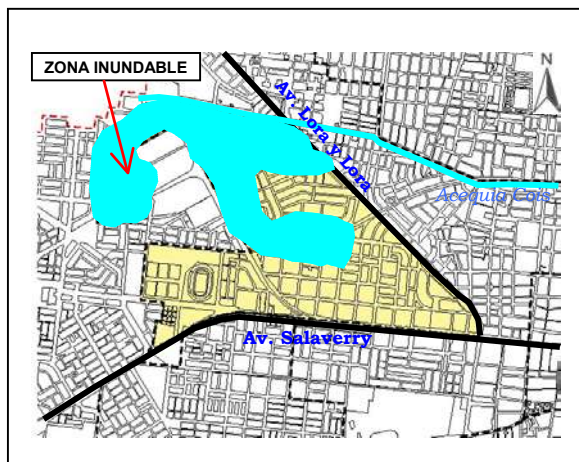 ZONA INUNDABLE
N
Av. Lora y Lora
Acequia Cois
Av. Salaverry